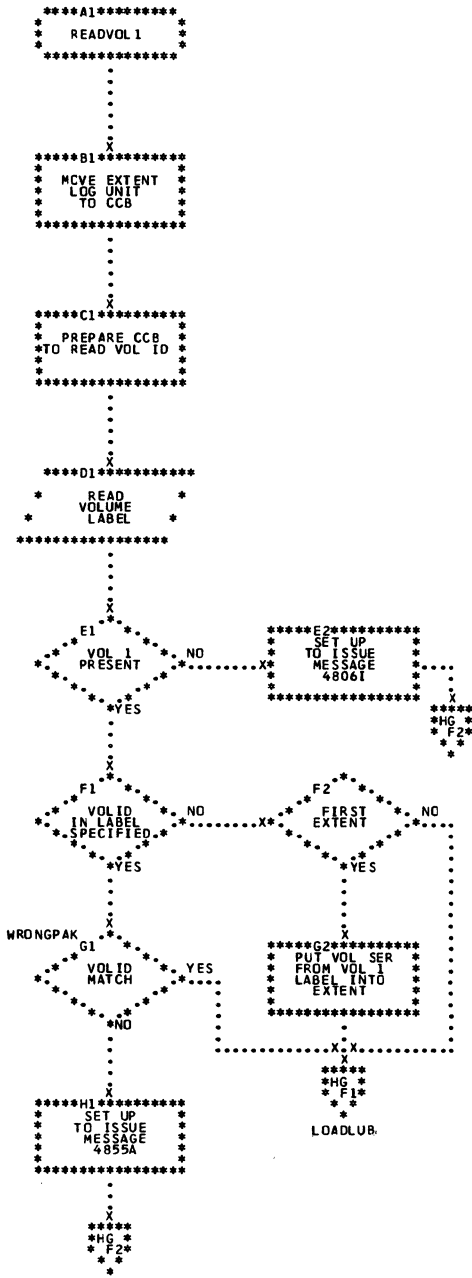 A1
READVOL1
B1
MCVE EXTENT
LOG UNIT
TO CCB
C1
PREPARE CCB
TO READ VOL ID
D1
READ
VOLUME
LABEL
E1
VOL 1
PRESENT
NO
YES
E2
SET UP
TO ISSUE
MESSAGE
4806I
HG
F2
F1
VOLID
IN LABEL
SPECIFIED
NO
YES
F2
FIRST
EXTENT
NO
YES
WRONGPAK
G1
VOLID
MATCH
YES
NO
G2
PUT VOL SER
FROM VOL 1
LABEL INTO
EXTENT
HG
F1
LOADLUB
H1
SET UP
TO ISSUE
MESSAGE
4855A
HG
F2